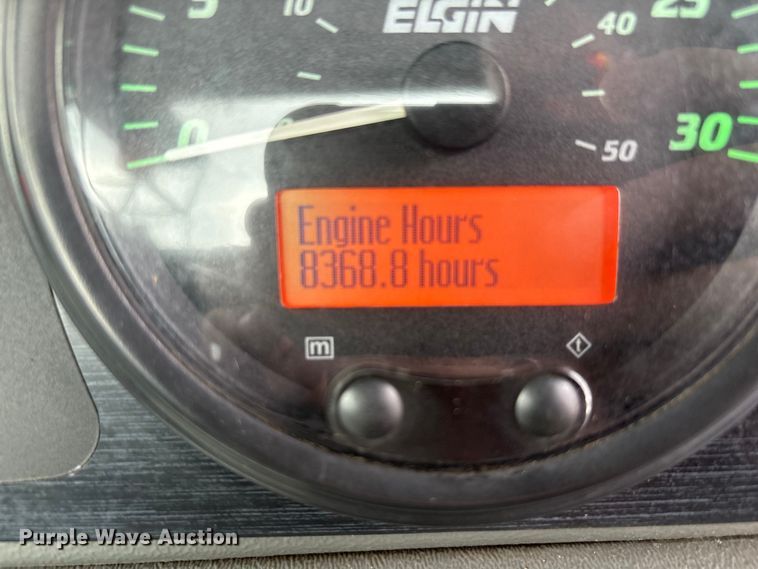 ELGIN
5
10
40
25
0
50
30
Engine Hours
8368.8 hours
m
t
Purple Wave Auction